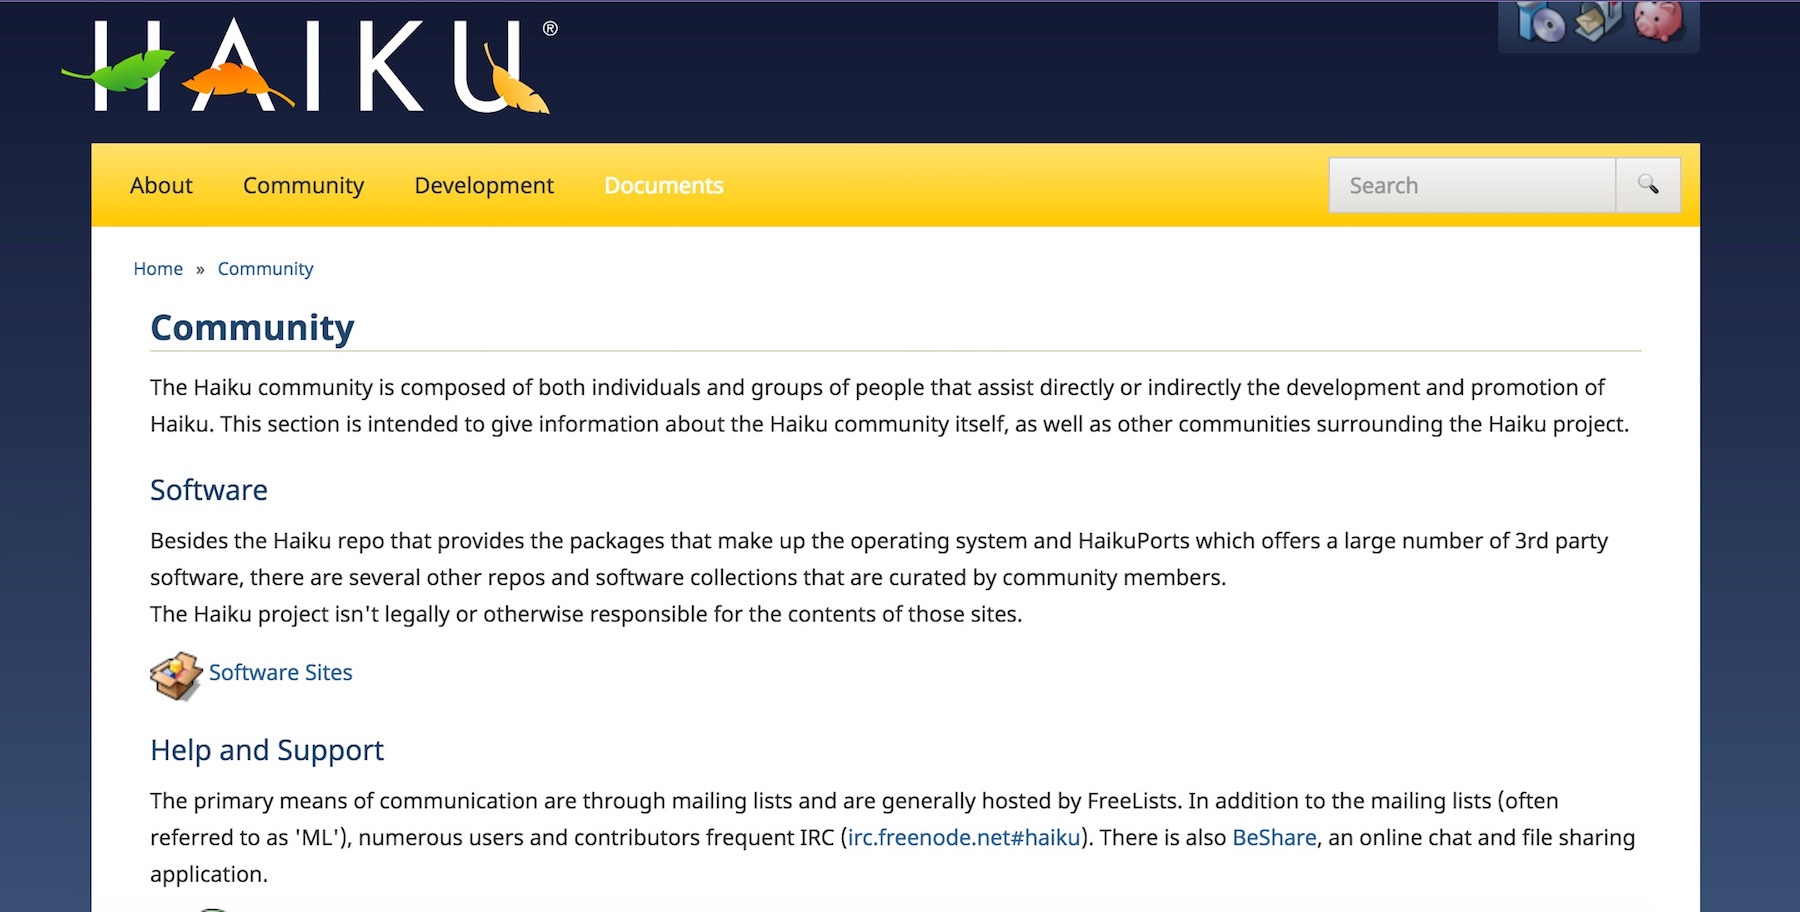 HAIKU ®
About Community Development Documents Search
Home » Community
Community
The Haiku community is composed of both individuals and groups of people that assist directly or indirectly the development and promotion of
Haiku. This section is intended to give information about the Haiku community itself, as well as other communities surrounding the Haiku project.
Software
Besides the Haiku repo that provides the packages that make up the operating system and HaikuPorts which offers a large number of 3rd party
software, there are several other repos and software collections that are curated by community members.
The Haiku project isn't legally or otherwise responsible for the contents of those sites.
Software Sites
Help and Support
The primary means of communication are through mailing lists and are generally hosted by FreeLists. In addition to the mailing lists (often
referred to as 'ML'), numerous users and contributors frequent IRC (irc.freenode.net#haiku). There is also BeShare, an online chat and file sharing
application.